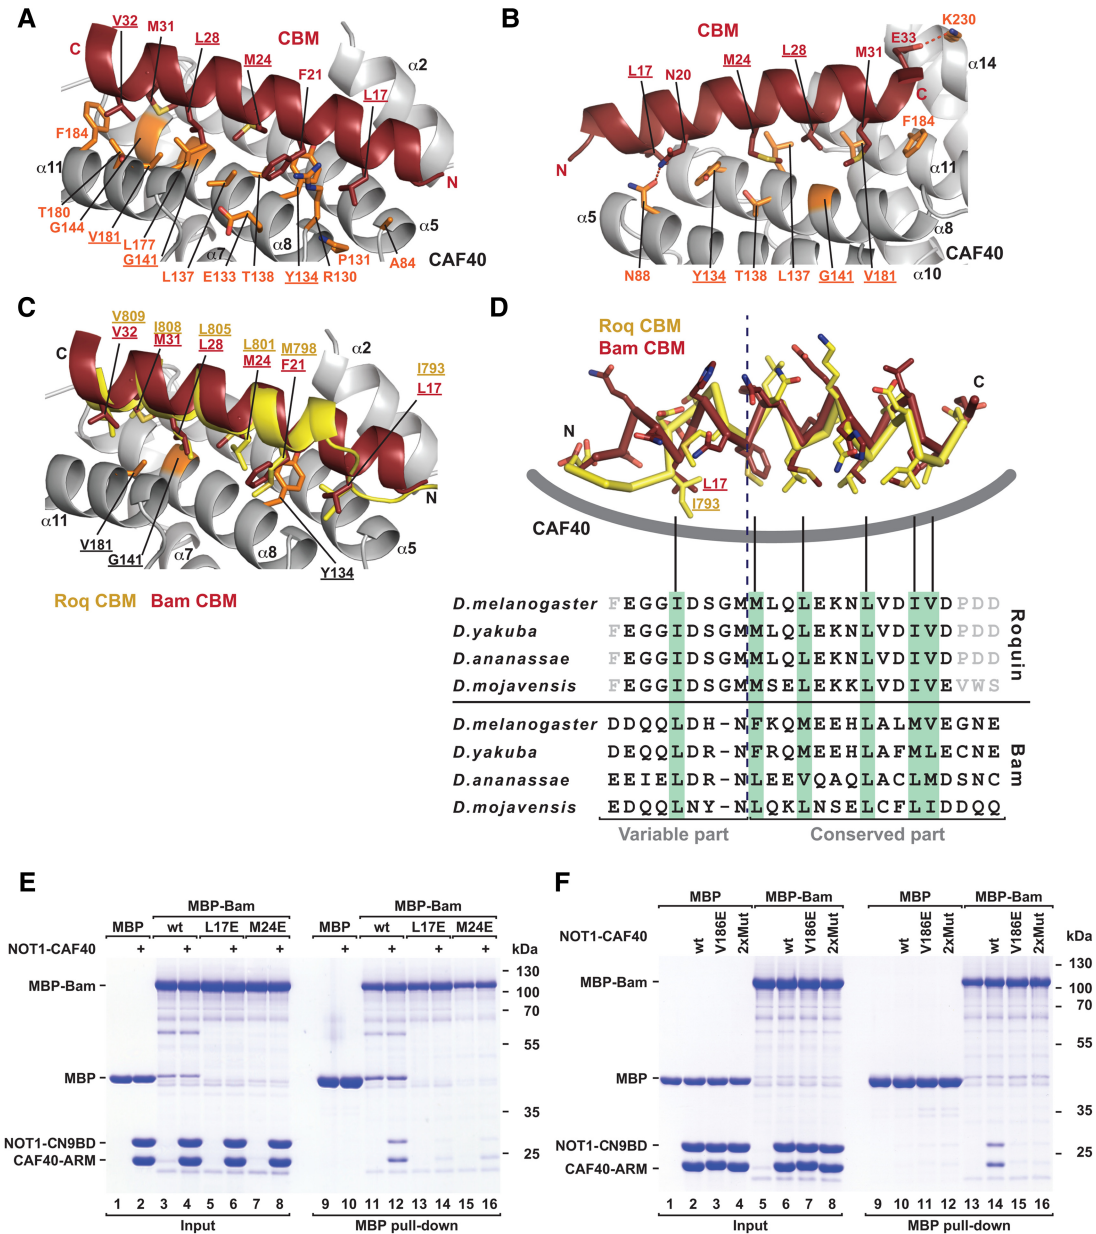 A
V32
M31
L28
CBM
C
M24
α2
F21
L17
F184
α11
N
T180
G144
V181
L177
G141
L137
α7
E133
T138
α8
Y134
R130
P131
α5
A84
CAF40
B
K230
CBM
E33
L28
M31
α14
M24
L17
N20
C
F184
N
α11
α5
α8
CAF40
N88
Y134
T138
L137
G141
V181
α10
C
V809
V32
I808
M31
L805
L28
L801
M24
M798
F21
α2
I793
L17
C
N
α11
V181
G141
α7
α8
Y134
α5
Roq CBM Bam CBM
D
Roq CBM
Bam CBM
C
N
L17
I793
CAF40
D.melanogaster FEGGIDSGMMLQLEKNLVDIVDPDD
D.yakuba FEGGIDSGMMLQLEKNLVDIVDPDD
D.ananassae FEGGIDSGMMLQLEKNLVDIVDPDD
D.mojavensis FEGGIDSGMMSELEKKLVDIVEVWS
Roquin
D.melanogaster DDQQLDH-NFKQMEEHLALMVEGNE
D.yakuba DEQQLDR-NFRQMEEHLAFMLECNE
D.ananassae EEIELDR-NLEEVQAQLACLMDSNC
D.mojavensis EDQQLNY-NLQKLNSELCFLIDDQQ
Bam
Variable part Conserved part
E
MBP-Bam MBP-Bam
MBP wt L17E M24E MBP wt L17E M24E
NOT1-CAF40 + + + + + + + + kDa
MBP-Bam
130
100
70
55
MBP
35
NOT1-CN9BD
CAF40-ARM
25
1 2 3 4 5 6 7 8 9 10 11 12 13 14 15 16
Input MBP pull-down
F
MBP MBP-Bam MBP MBP-Bam
NOT1-CAF40 wt V186E 2xMut wt V186E 2xMut wt V186E 2xMut wt V186E 2xMut kDa
MBP-Bam
130
100
70
55
MBP
35
NOT1-CN9BD
CAF40-ARM
25
1 2 3 4 5 6 7 8 9 10 11 12 13 14 15 16
Input MBP pull-down